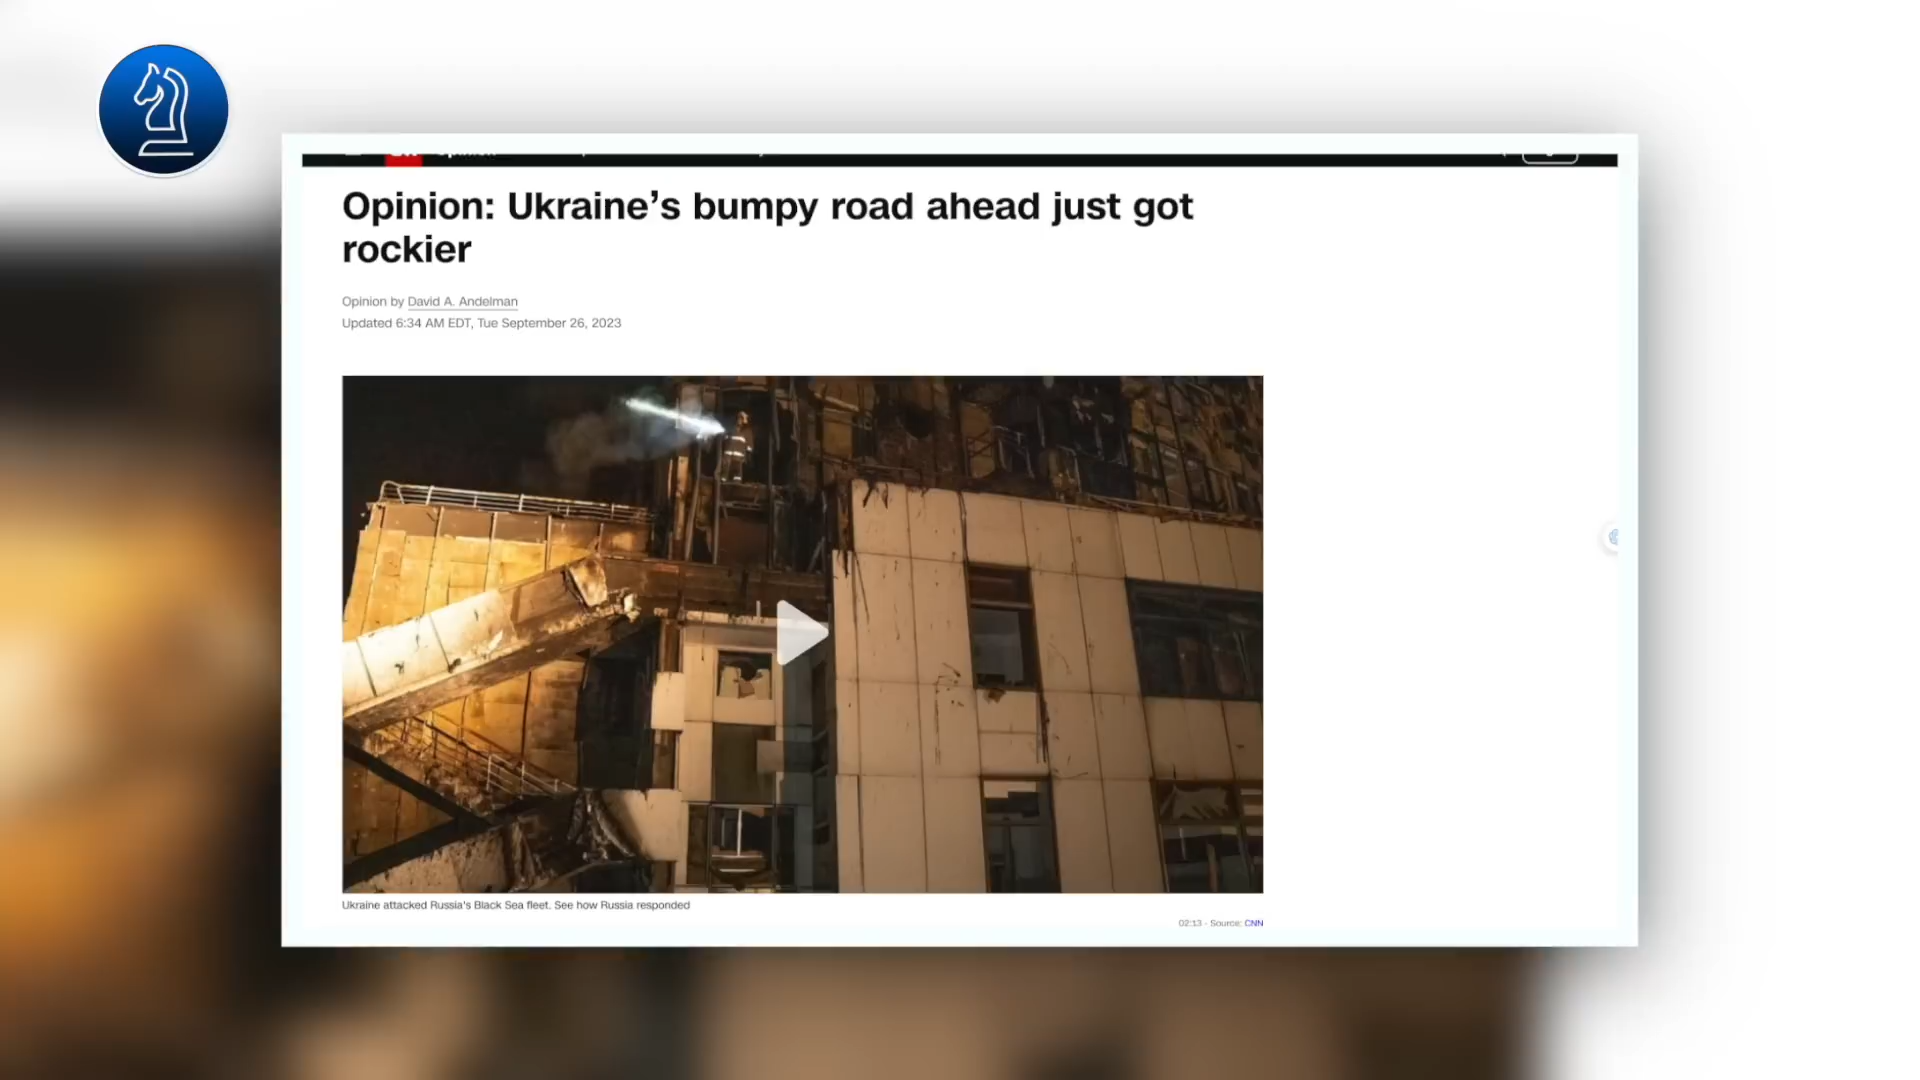 Opinion: Ukraine’s bumpy road ahead just got
rockier
Opinion by David A. Andelman
Updated 6:34 AM EDT, Tue September 26, 2023
Ukraine attacked Russia's Black Sea fleet. See how Russia responded
02:13 - Source: CNN